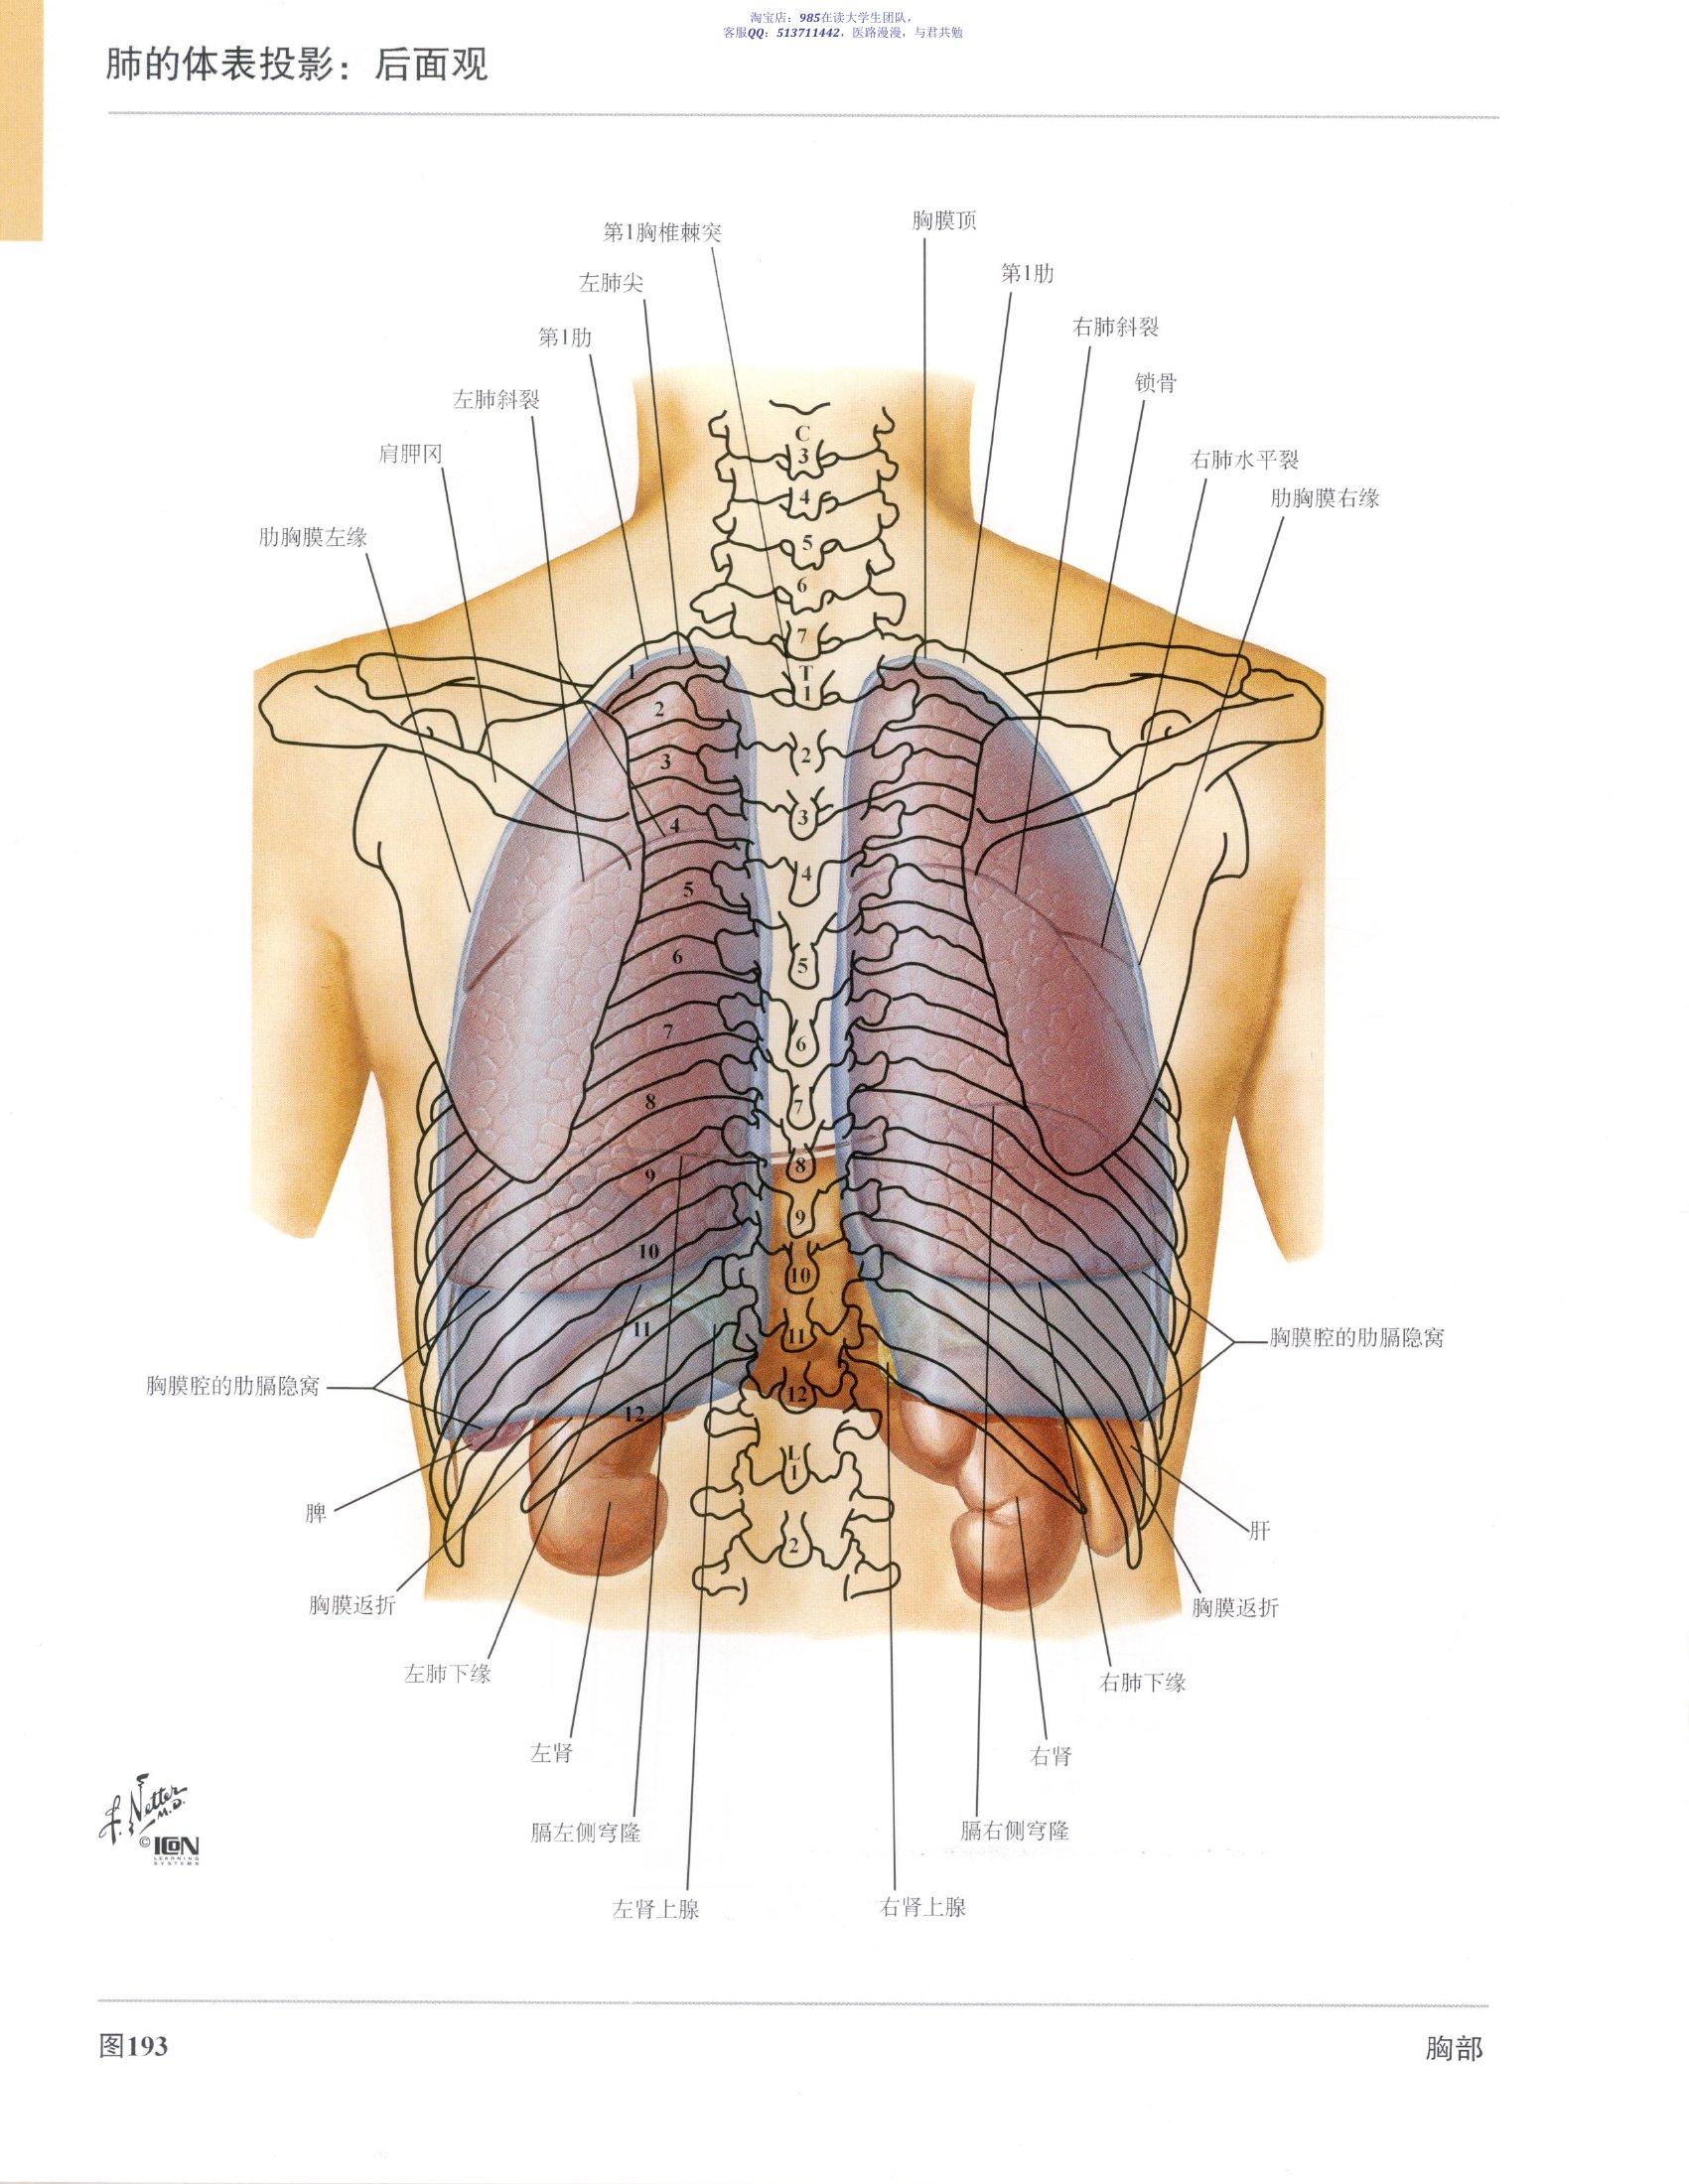 淘宝店：985在读大学生团队，
客服QQ：513711442，医路漫漫，与君共勉
肺的体表投影：后面观
胸膜顶
第1胸椎棘突
第1肋
左肺尖
右肺斜裂
第1肋
锁骨
左肺斜裂
肩胛冈
右肺水平裂
肋胸膜右缘
肋胸膜左缘
C
3
4
5
6
7
T
1
2
3
4
5
6
7
8
9
10
11
12
L
1
2
1
2
3
4
5
6
7
8
9
10
11
12
胸膜腔的肋膈隐窝
胸膜腔的肋膈隐窝
脾
肝
胸膜返折
胸膜返折
左肺下缘
右肺下缘
左肾
右肾
膈左侧穹隆
膈右侧穹隆
左肾上腺
右肾上腺
F. Netter
M.D.
© ICON
LEARNING
SYSTEMS
图193
胸部